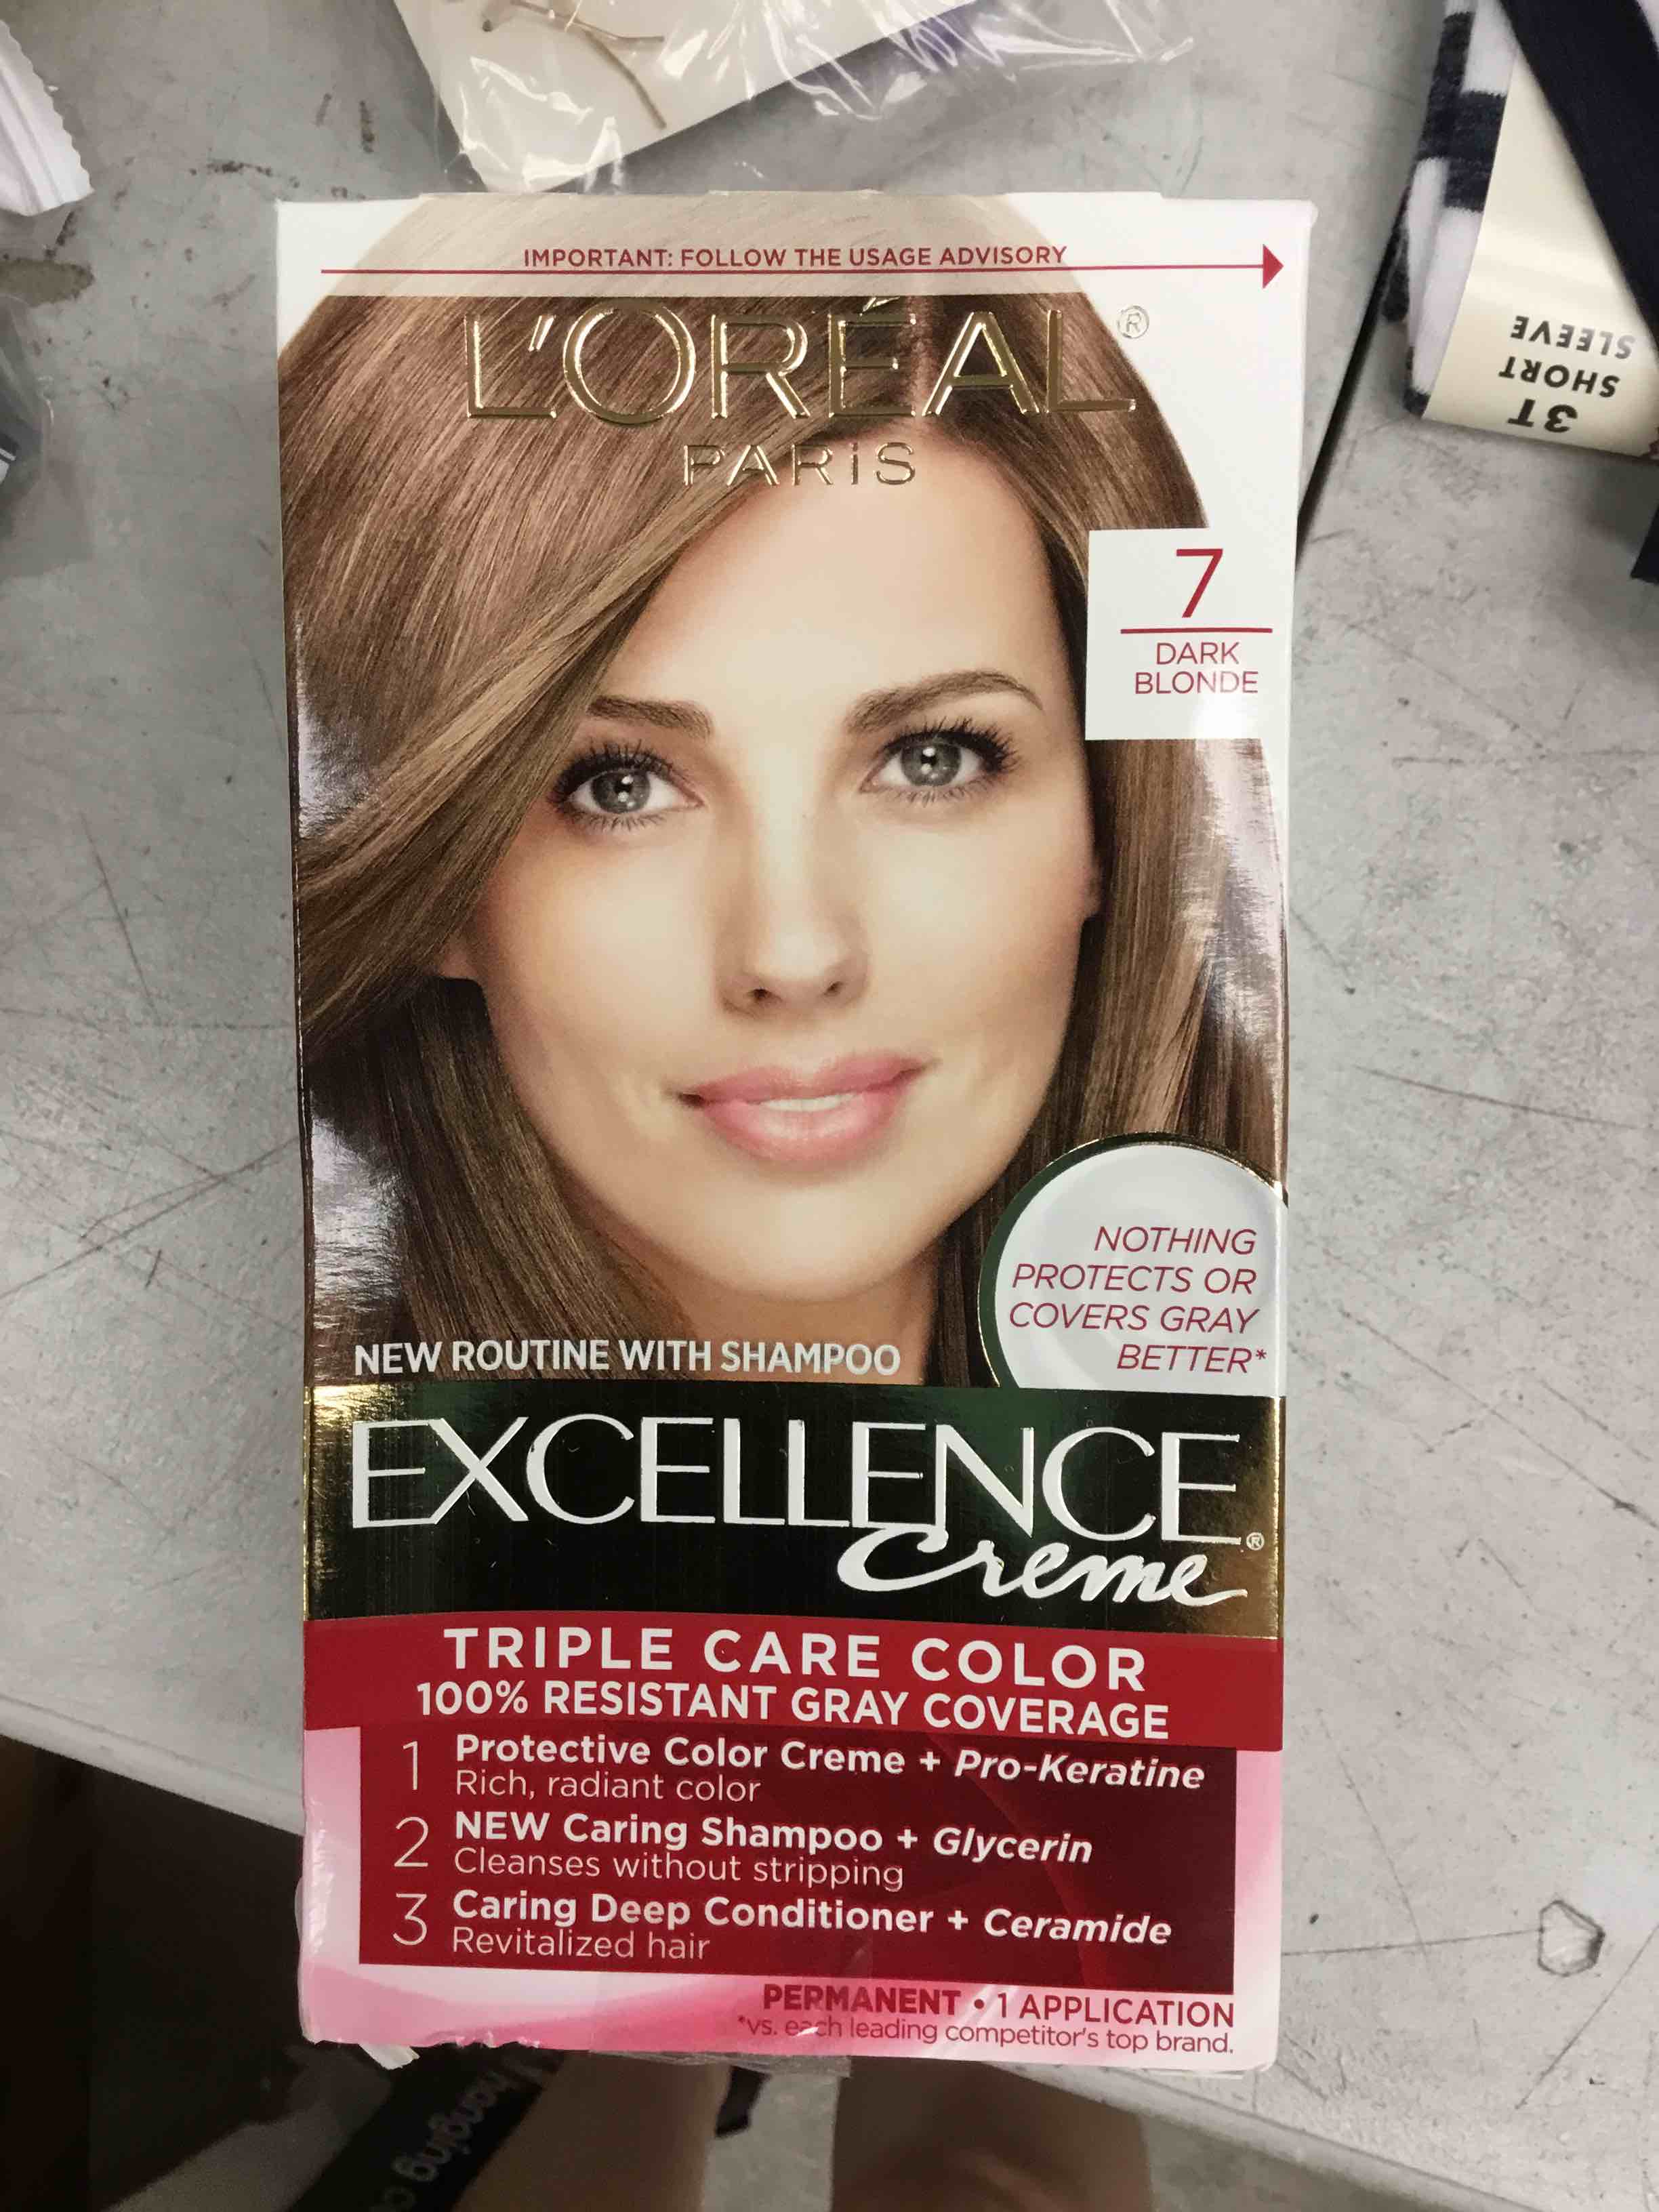 IMPORTANT: FOLLOW THE USAGE ADVISORY
L'ORÉAL®
PARIS
7
DARK
BLONDE
NOTHING
PROTECTS OR
COVERS GRAY
BETTER*
NEW ROUTINE WITH SHAMPOO
EXCELLENCE
Creme®
TRIPLE CARE COLOR
100% RESISTANT GRAY COVERAGE
1 Protective Color Creme + Pro-Keratine
Rich, radiant color
2 NEW Caring Shampoo + Glycerin
Cleanses without stripping
3 Caring Deep Conditioner + Ceramide
Revitalized hair
PERMANENT • 1 APPLICATION
*vs. each leading competitor's top brand.
3T
SHORT
SLEEVE
hanging